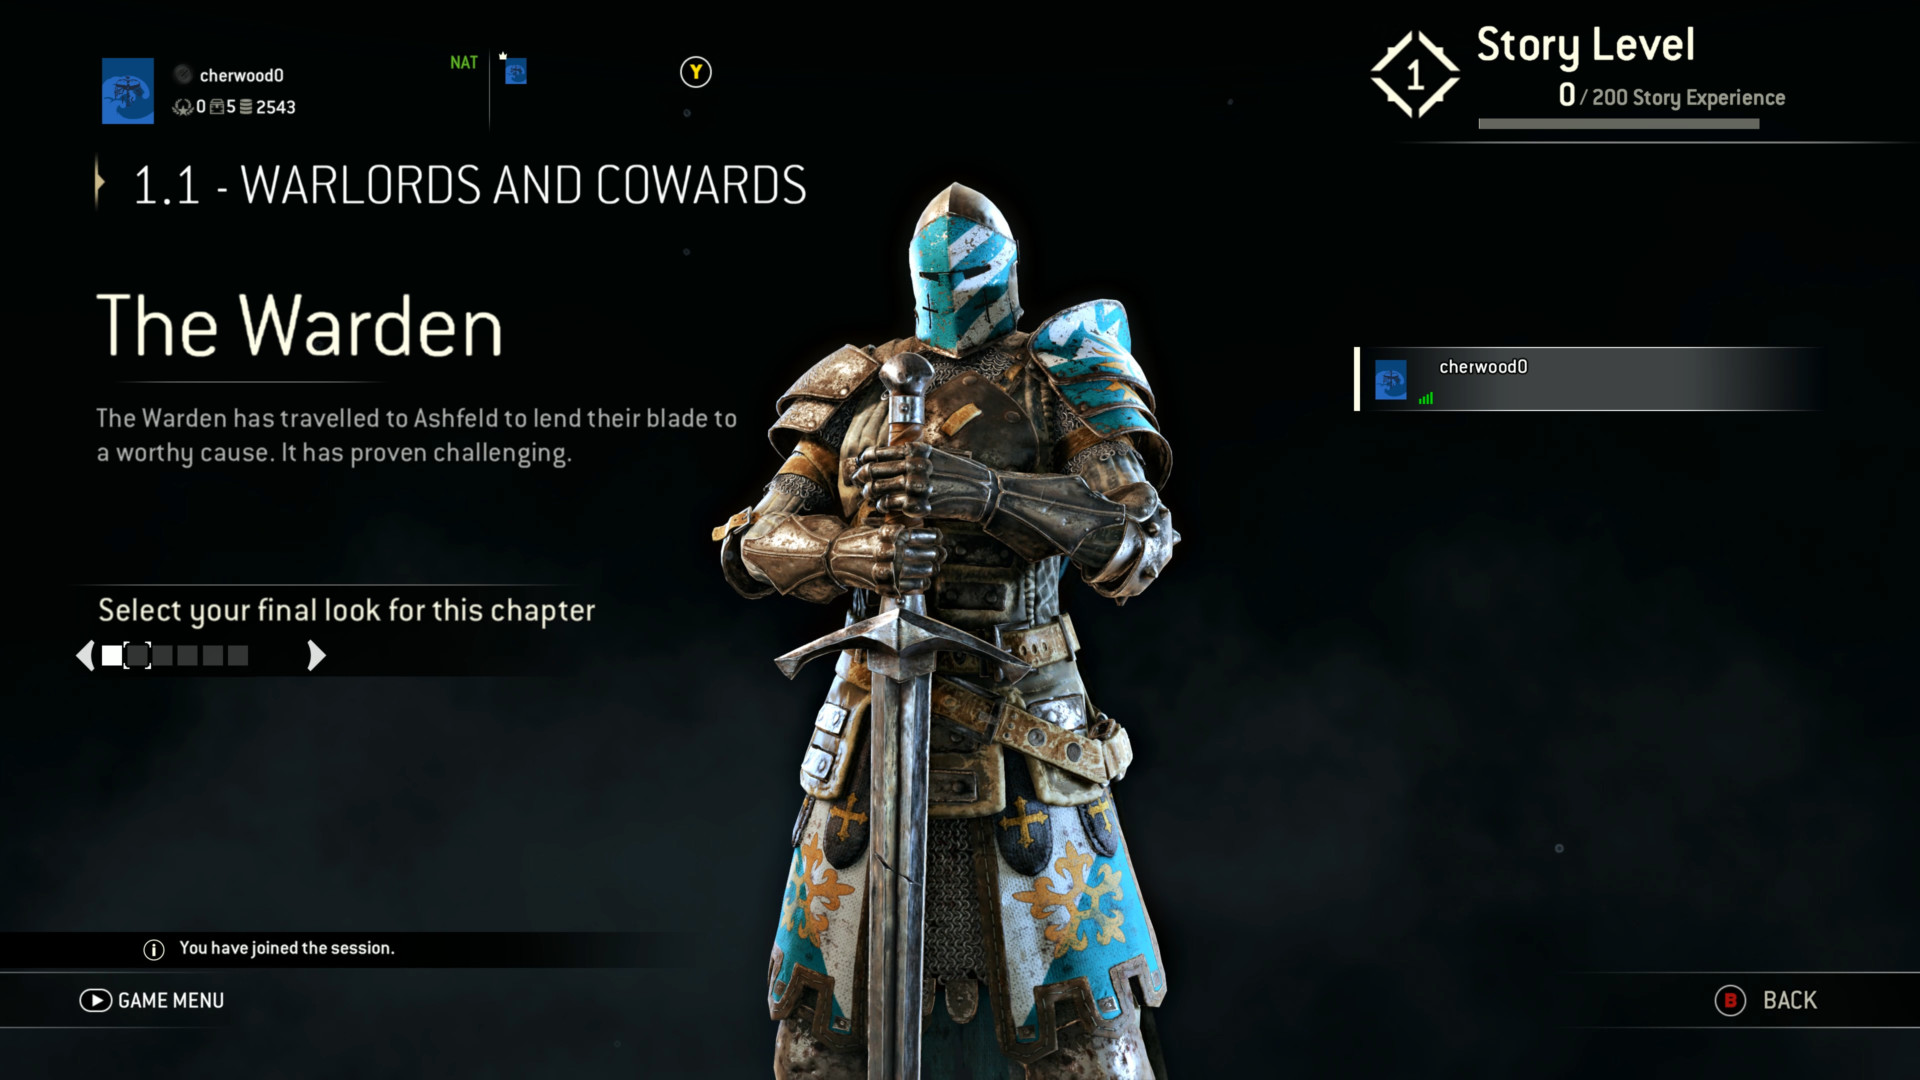 cherwood0
0 5 2543
NAT
Y
1
Story Level
0 / 200 Story Experience
1.1 - WARLORDS AND COWARDS
The Warden
The Warden has travelled to Ashfeld to lend their blade to
a worthy cause. It has proven challenging.
cherwood0
Select your final look for this chapter
You have joined the session.
GAME MENU
B BACK